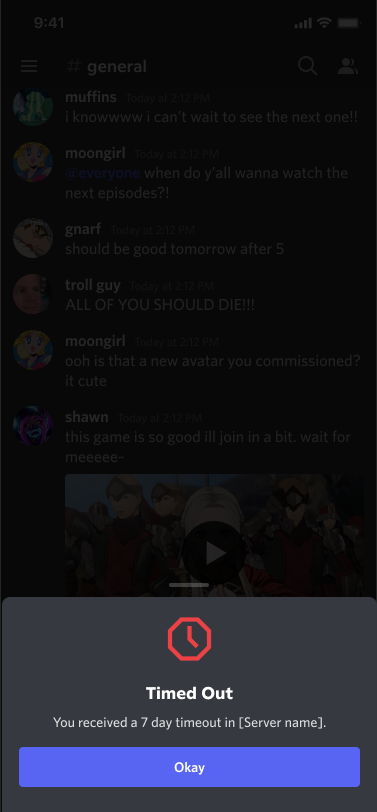 9:41
# general
muffins Today at 2:12 PM
i knowwww i can't wait to see the next one!!
moongirl Today at 2:12 PM
@everyone when do y'all wanna watch the
next episodes?!
gnarf Today at 2:12 PM
should be good tomorrow after 5
troll guy Today at 2:12 PM
ALL OF YOU SHOULD DIE!!!
moongirl Today at 2:12 PM
ooh is that a new avatar you commissioned?
it cute
shawn Today at 2:12 PM
this game is so good ill join in a bit. wait for
meeeee–
Timed Out
You received a 7 day timeout in [Server name].
Okay